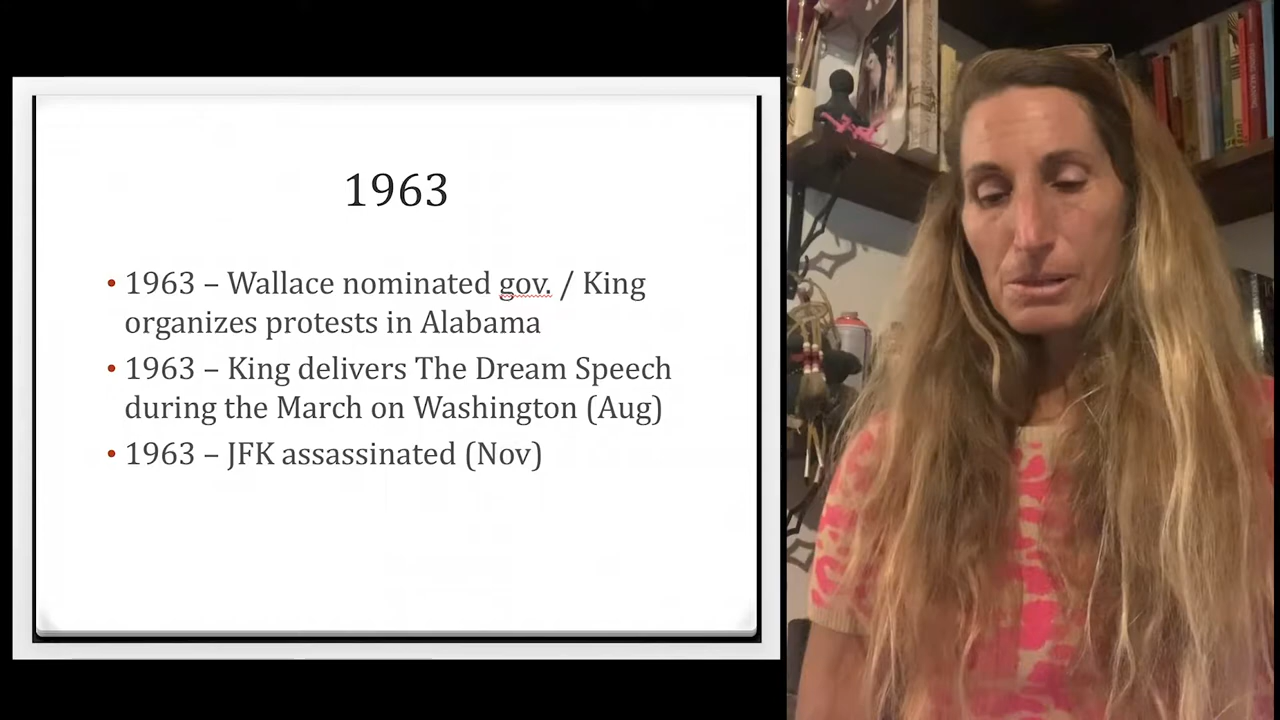 1963
• 1963 – Wallace nominated gov. / King
organizes protests in Alabama
• 1963 – King delivers The Dream Speech
during the March on Washington (Aug)
• 1963 – JFK assassinated (Nov)